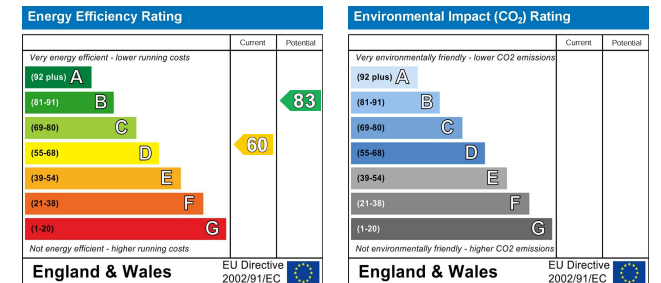 Energy Efficiency Rating
Current Potential
Very energy efficient - lower running costs
(92 plus) A
(81-91) B
83
(69-80) C
(55-68) D
60
(39-54) E
(21-38) F
(1-20) G
Not energy efficient - higher running costs
England & Wales
EU Directive
2002/91/EC
Environmental Impact (CO₂) Rating
Current Potential
Very environmentally friendly - lower CO2 emissions
(92 plus) A
(81-91) B
(69-80) C
(55-68) D
(39-54) E
(21-38) F
(1-20) G
Not environmentally friendly - higher CO2 emissions
England & Wales
EU Directive
2002/91/EC